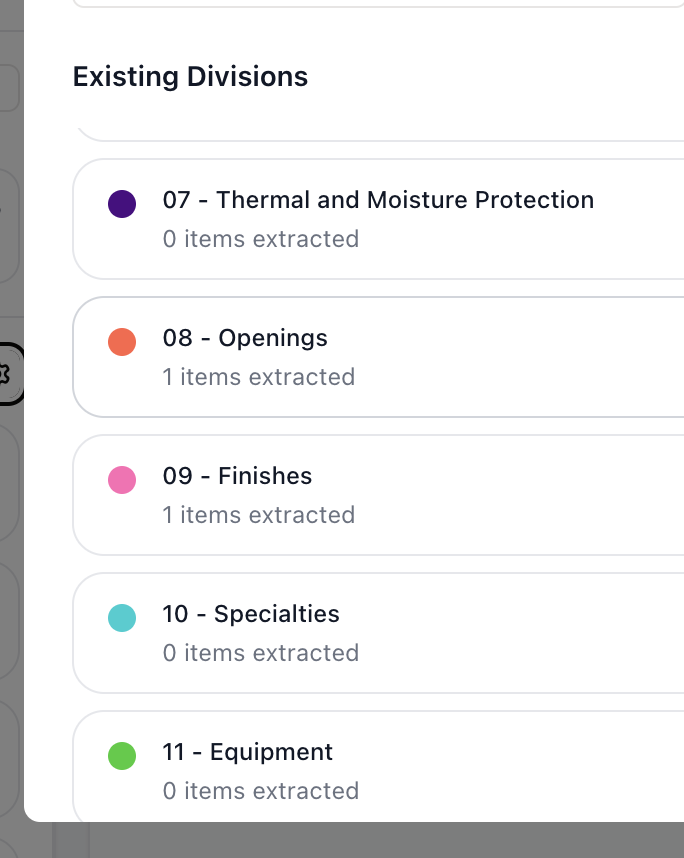 Existing Divisions
07 - Thermal and Moisture Protection
0 items extracted
08 - Openings
1 items extracted
09 - Finishes
1 items extracted
10 - Specialties
0 items extracted
11 - Equipment
0 items extracted